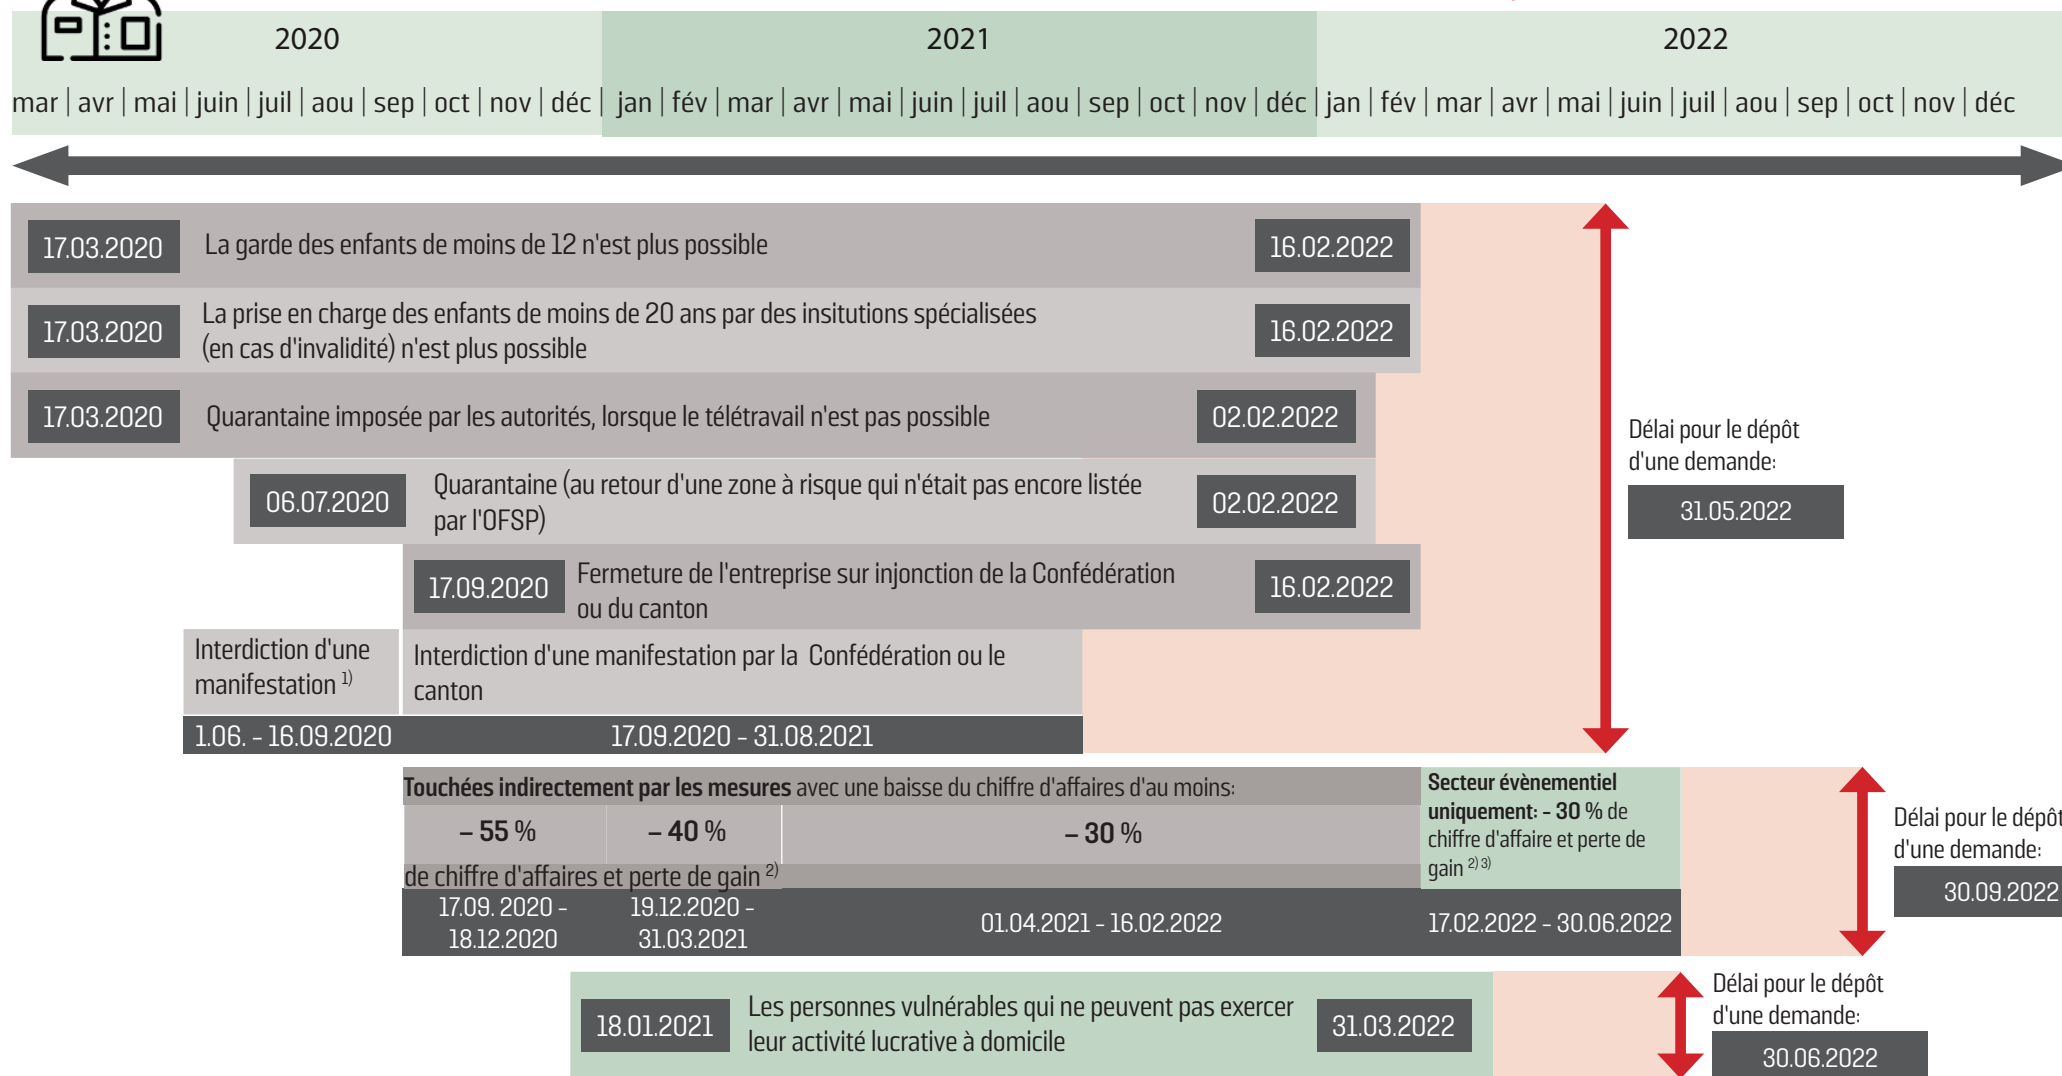 2020
2021
2022
mar | avr | mai | juin | juil | aou | sep | oct | nov | déc | jan | fév | mar | avr | mai | juin | juil | aou | sep | oct | nov | déc | jan | fév | mar | avr | mai | juin | juil | aou | sep | oct | nov | déc
17.03.2020
La garde des enfants de moins de 12 n'est plus possible
16.02.2022
17.03.2020
La prise en charge des enfants de moins de 20 ans par des insitutions spécialisées
(en cas d'invalidité) n'est plus possible
16.02.2022
17.03.2020
Quarantaine imposée par les autorités, lorsque le télétravail n'est pas possible
02.02.2022
06.07.2020
Quarantaine (au retour d'une zone à risque qui n'était pas encore listée
par l'OFSP)
02.02.2022
17.09.2020
Fermeture de l'entreprise sur injonction de la Confédération
ou du canton
16.02.2022
Interdiction d'une
manifestation 1)
Interdiction d'une manifestation par la Confédération ou le
canton
1.06. - 16.09.2020
17.09.2020 - 31.08.2021
Délai pour le dépôt
d'une demande:
31.05.2022
Touchées indirectement par les mesures avec une baisse du chiffre d'affaires d'au moins:
– 55 %
– 40 %
– 30 %
de chiffre d'affaires et perte de gain 2)
17.09. 2020 -
18.12.2020
19.12.2020 -
31.03.2021
01.04.2021 - 16.02.2022
Secteur évènementiel
uniquement: - 30 % de
chiffre d'affaire et perte de
gain 2) 3)
17.02.2022 - 30.06.2022
Délai pour le dépôt
d'une demande:
30.09.2022
18.01.2021
Les personnes vulnérables qui ne peuvent pas exercer
leur activité lucrative à domicile
31.03.2022
Délai pour le dépôt
d'une demande:
30.06.2022